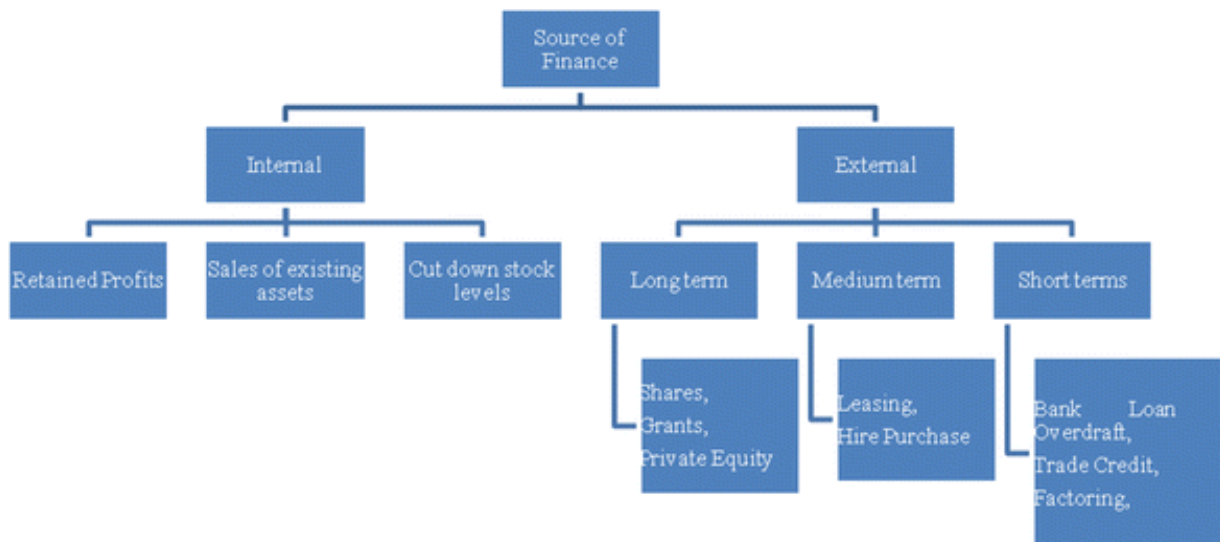 Source of
Finance
Internal
External
Retained Profits
Sales of existing
assets
Cut down stock
levels
Long term
Medium term
Short terms
Shares,
Grants,
Private Equity
Leasing,
Hire Purchase
Bank Loan
Overdraft,
Trade Credit,
Factoring,